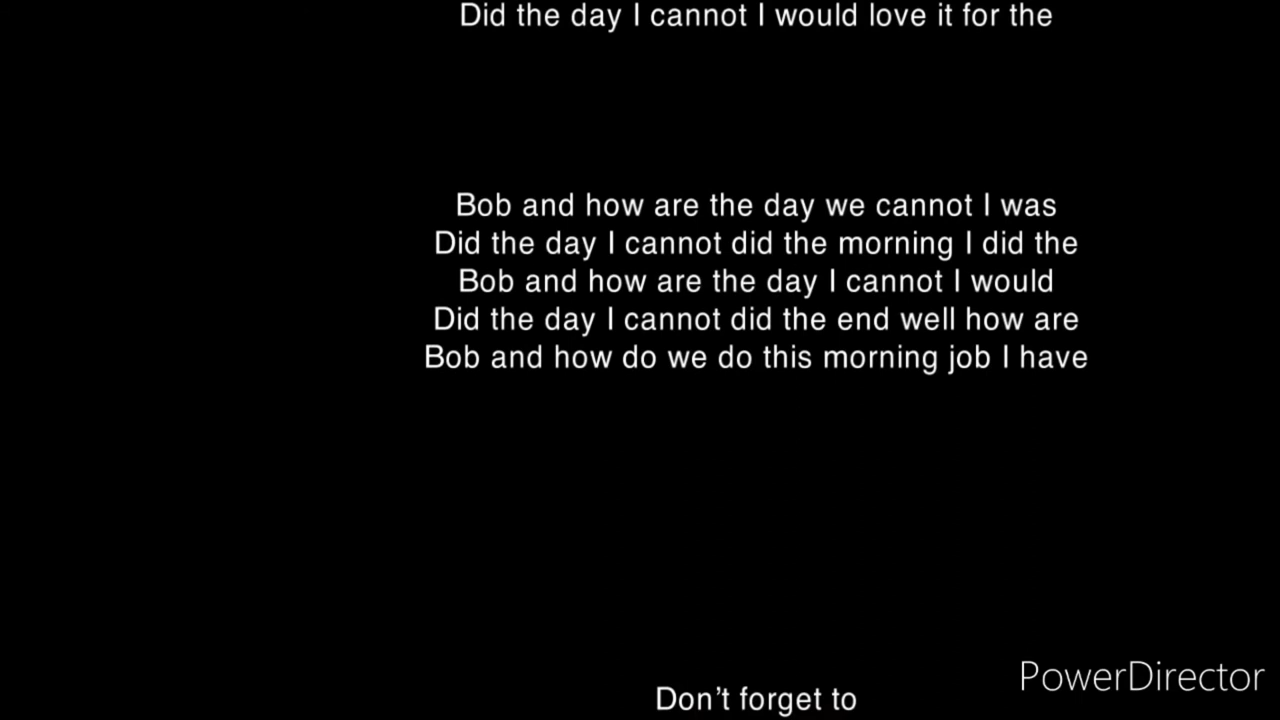 Did the day I cannot I would love it for the
Bob and how are the day we cannot I was
Did the day I cannot did the morning I did the
Bob and how are the day I cannot I would
Did the day I cannot did the end well how are
Bob and how do we do this morning job I have
Don’t forget to
PowerDirector